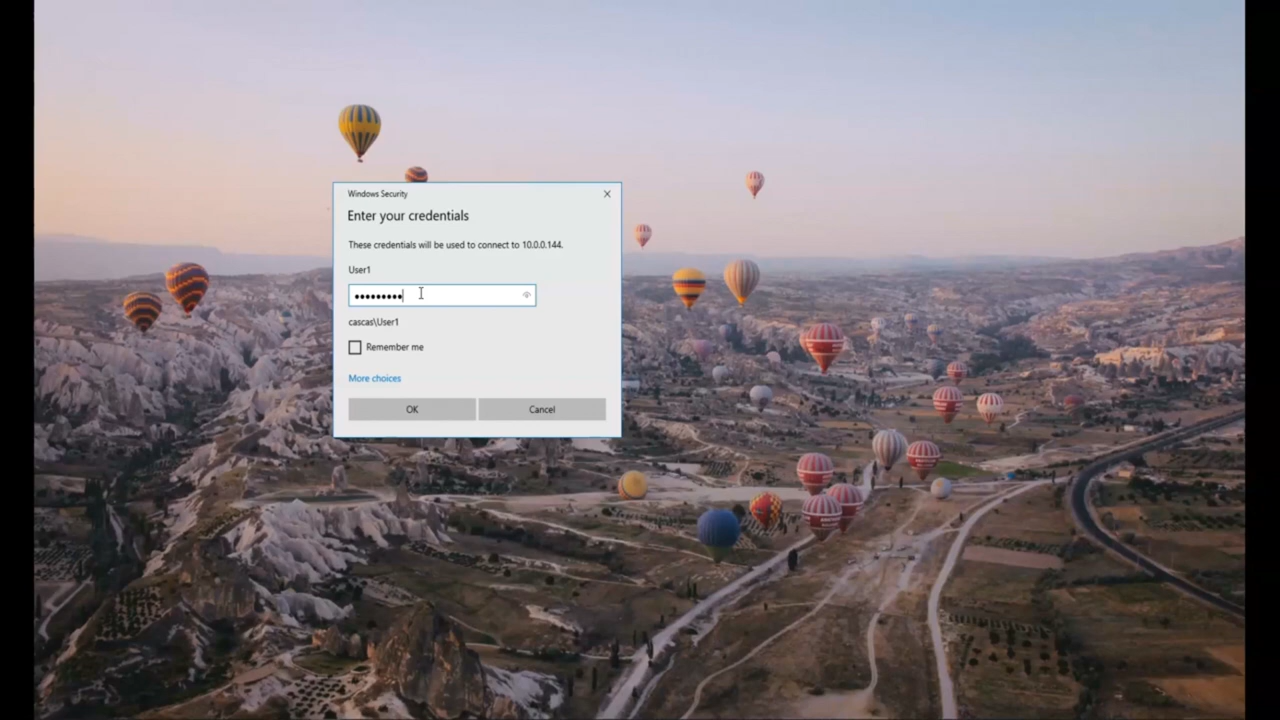 Windows Security
Enter your credentials
These credentials will be used to connect to 10.0.0.144.
User1
•••••••••
cascas\User1
Remember me
More choices
OK
Cancel